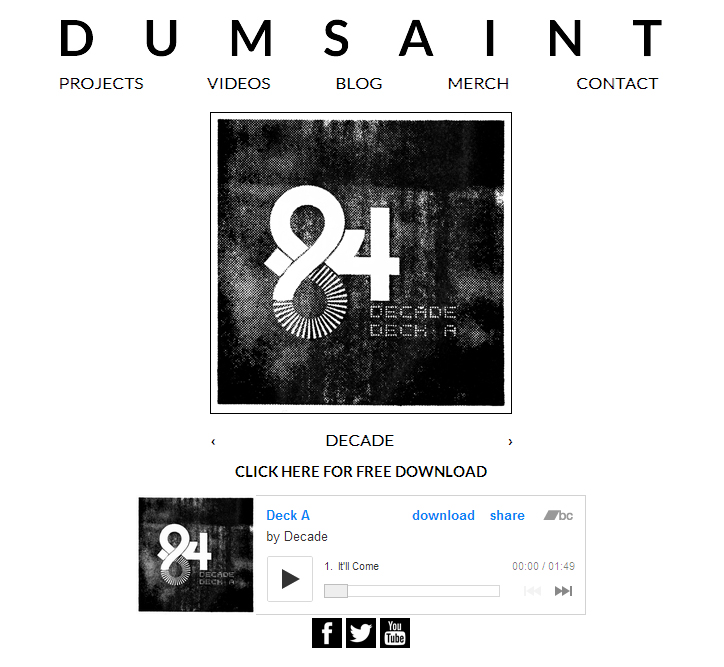 DUMSAINT
PROJECTS VIDEOS BLOG MERCH CONTACT
84
DECADE
DECK A
‹ DECADE ›
CLICK HERE FOR FREE DOWNLOAD
Deck A download share bc
by Decade
1. It'll Come 00:00 / 01:49
84
DECADE
DECK A
f You Tube